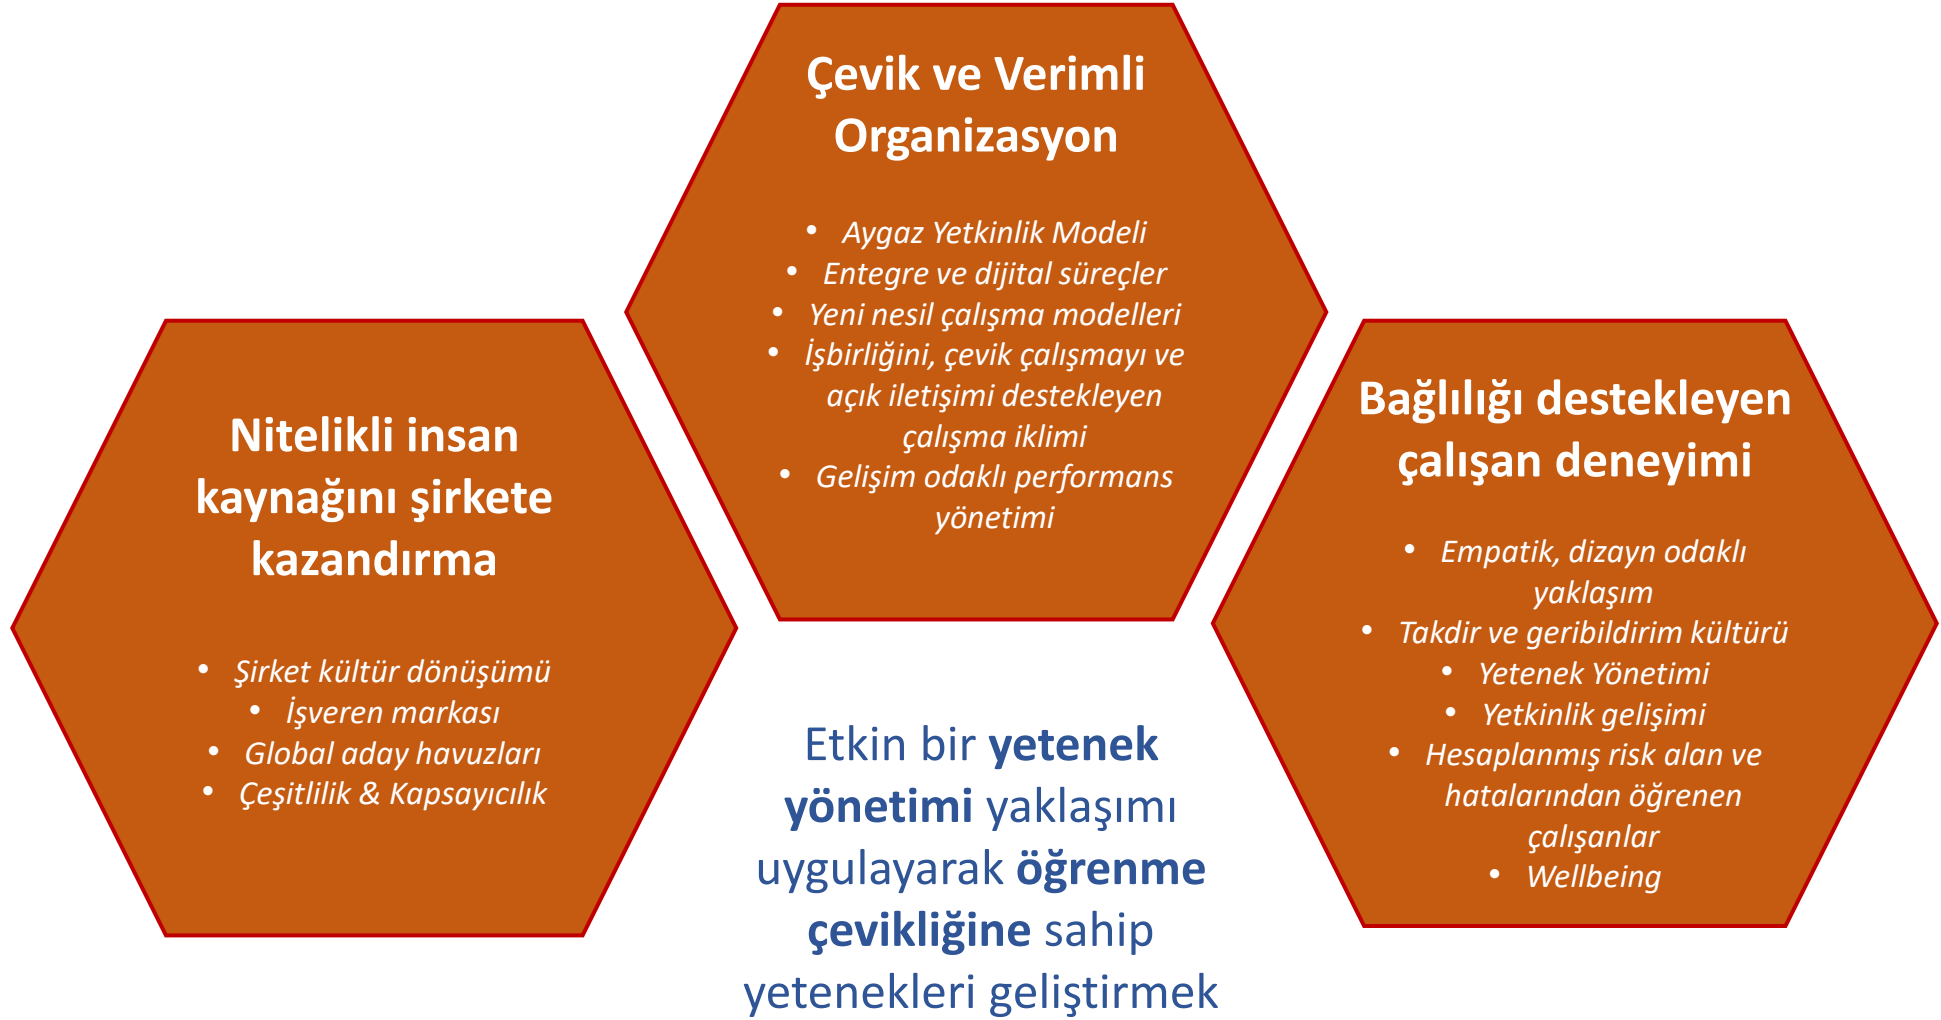 Çevik ve Verimli
Organizasyon
• Aygaz Yetkinlik Modeli
• Entegre ve dijital süreçler
• Yeni nesil çalışma modelleri
• İşbirliğini, çevik çalışmayı ve
açık iletişimi destekleyen
çalışma iklimi
• Gelişim odaklı performans
yönetimi
Nitelikli insan
kaynağını şirkete
kazandırma
• Şirket kültür dönüşümü
• İşveren markası
• Global aday havuzları
• Çeşitlilik & Kapsayıcılık
Bağlılığı destekleyen
çalışan deneyimi
• Empatik, dizayn odaklı
yaklaşım
• Takdir ve geribildirim kültürü
• Yetenek Yönetimi
• Yetkinlik gelişimi
• Hesaplanmış risk alan ve
hatalarından öğrenen
çalışanlar
• Wellbeing
Etkin bir yetenek
yönetimi yaklaşımı
uygulayarak öğrenme
çevikliğine sahip
yetenekleri geliştirmek